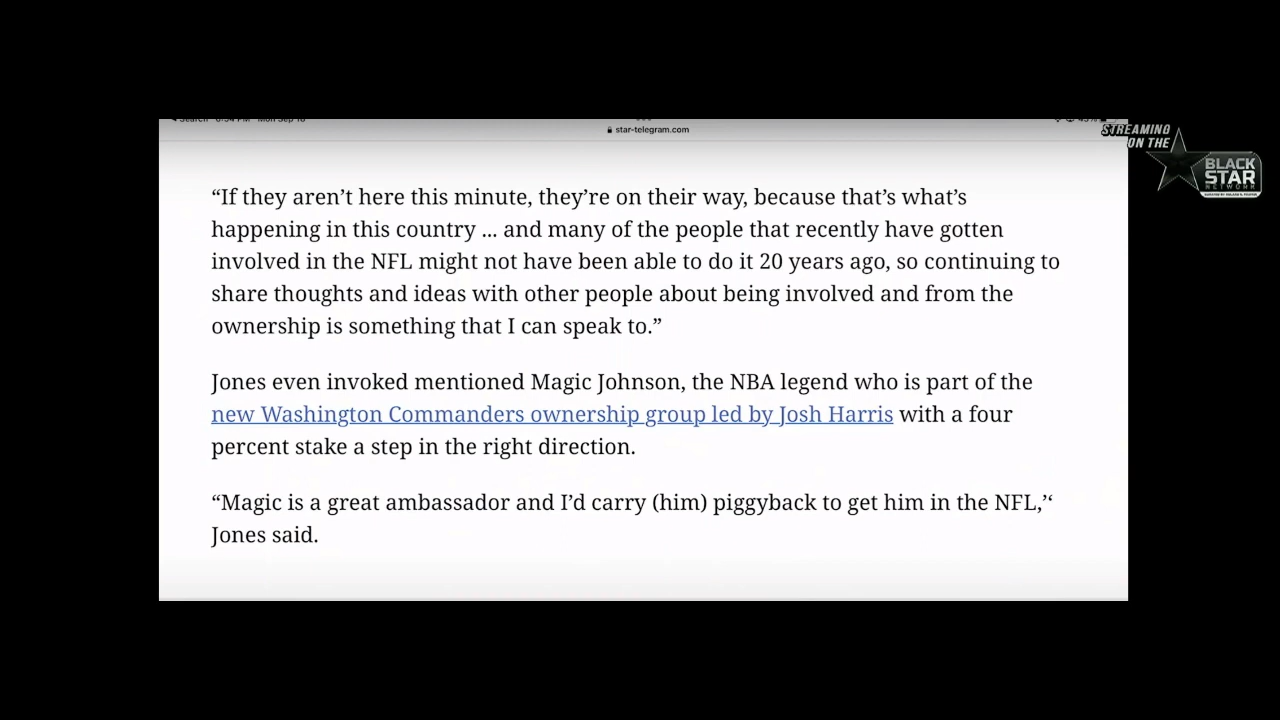 star-telegram.com
STREAMING
ON THE
BLACK
STAR
NETWORK
“If they aren’t here this minute, they’re on their way, because that’s what’s
happening in this country ... and many of the people that recently have gotten
involved in the NFL might not have been able to do it 20 years ago, so continuing to
share thoughts and ideas with other people about being involved and from the
ownership is something that I can speak to.”
Jones even invoked mentioned Magic Johnson, the NBA legend who is part of the
new Washington Commanders ownership group led by Josh Harris with a four
percent stake a step in the right direction.
“Magic is a great ambassador and I’d carry (him) piggyback to get him in the NFL,’‘
Jones said.